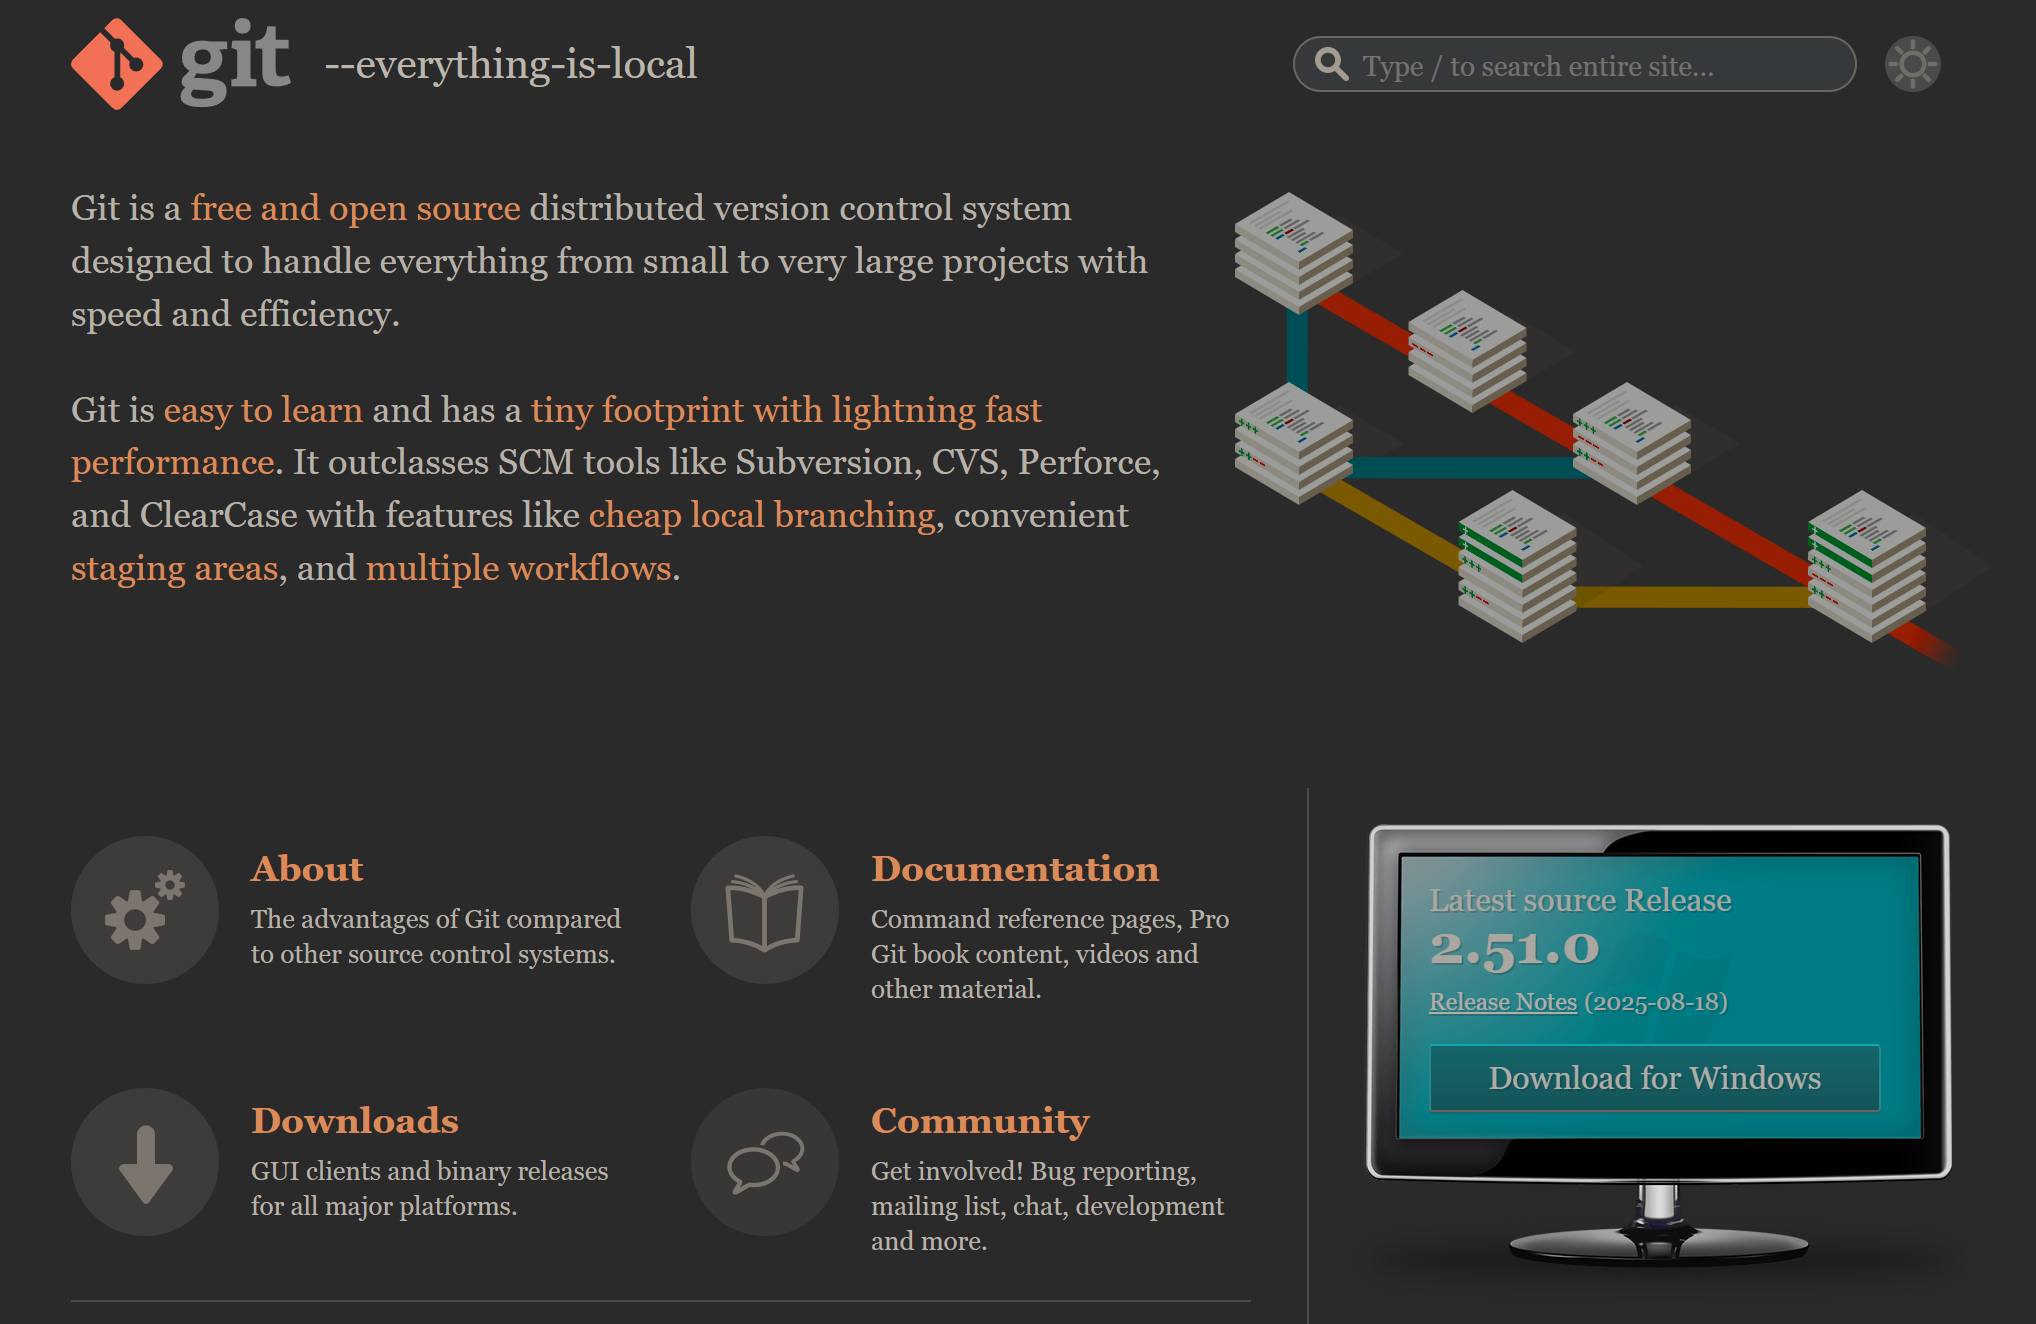 git --everything-is-local
Type / to search entire site...
Git is a free and open source distributed version control system
designed to handle everything from small to very large projects with
speed and efficiency.
Git is easy to learn and has a tiny footprint with lightning fast
performance. It outclasses SCM tools like Subversion, CVS, Perforce,
and ClearCase with features like cheap local branching, convenient
staging areas, and multiple workflows.
About
The advantages of Git compared
to other source control systems.
Documentation
Command reference pages, Pro
Git book content, videos and
other material.
Downloads
GUI clients and binary releases
for all major platforms.
Community
Get involved! Bug reporting,
mailing list, chat, development
and more.
Latest source Release
2.51.0
Release Notes (2025-08-18)
Download for Windows